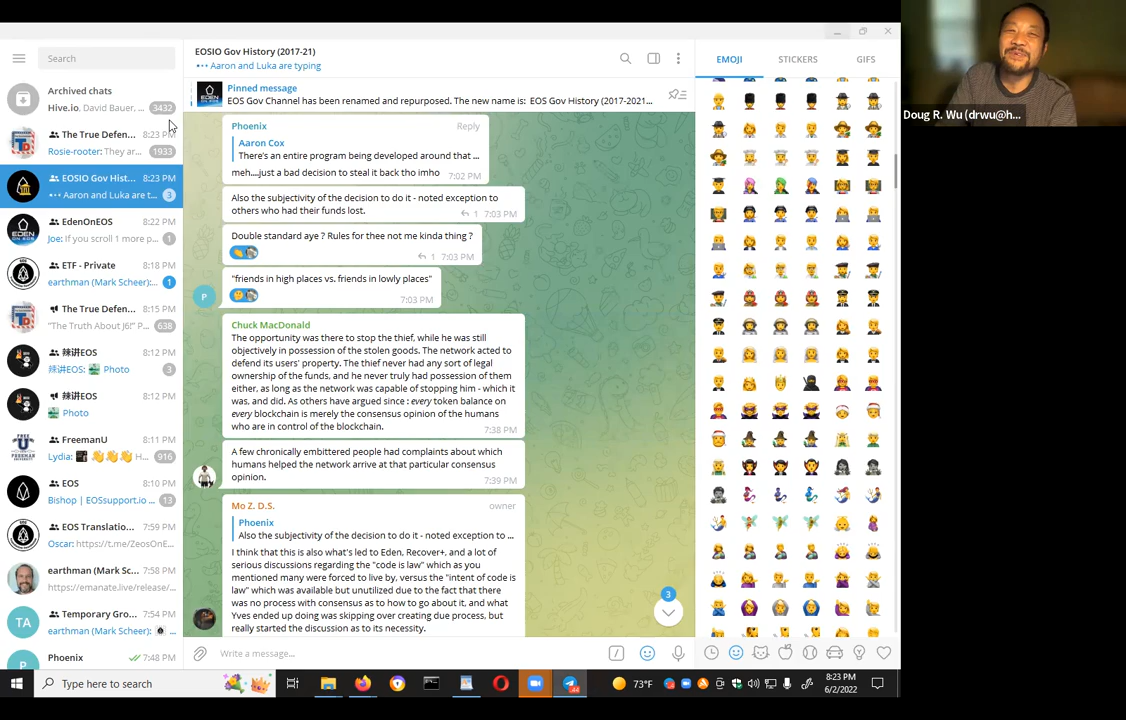 Search
Archived chats
Hive.io, David Bauer, ...
3432
The True Defen...
8:23 PM
Rosie-rooter: They ar...
1933
EOSIO Gov Hist...
8:23 PM
Aaron and Luka are t...
3
EdenOnEOS
8:22 PM
Joe: If you scroll 1 more p...
1
ETF - Private
8:18 PM
earthman (Mark Scheer):...
1
The True Defen...
8:15 PM
"The Truth About J6!" P...
638
辣讲EOS
8:12 PM
辣讲EOS: Photo
3
辣讲EOS
8:12 PM
Photo
FreemanU
8:11 PM
Lydia:
916
EOS
8:10 PM
Bishop | EOSsupport.io ...
13
EOS Translatio...
7:59 PM
Oscar: https://t.me/ZeosOnE...
earthman (Mark Sc...
7:58 PM
https://emanate.live/release/...
TA
Temporary Gro...
7:54 PM
earthman (Mark Scheer): ...
P
Phoenix
7:48 PM
EOSIO Gov History (2017-21)
Aaron and Luka are typing
Pinned message
EOS Gov Channel has been renamed and repurposed. The new name is: EOS Gov History (2017-2021...
Phoenix
Reply
Aaron Cox
There's an entire program being developed around that ...
meh....just a bad decision to steal it back tho imho
7:02 PM
Also the subjectivity of the decision to do it - noted exception to
others who had their funds lost.
1 7:03 PM
Double standard aye ? Rules for thee not me kinda thing ?
1 7:03 PM
"friends in high places vs. friends in lowly places"
7:03 PM
P
Chuck MacDonald
The opportunity was there to stop the thief, while he was still
objectively in possession of the stolen goods. The network acted to
defend its users' property. The thief never had any sort of legal
ownership of the funds, and he never truly had possession of them
either, as long as the network was capable of stopping him - which it
was, and did. As others have argued since : every token balance on
every blockchain is merely the consensus opinion of the humans
who are in control of the blockchain.
7:38 PM
A few chronically embittered people had complaints about which
humans helped the network arrive at that particular consensus
opinion.
7:39 PM
Mo Z. D.S.
owner
Phoenix
Also the subjectivity of the decision to do it - noted exception to ...
I think that this is also what's led to Eden, Recover+, and a lot of
serious discussions regarding the "code is law" which as you
mentioned many were forced to live by, versus the "intent of code is
law" which was available but unutilized due to the fact that there
was no process with consensus as to how to go about it, and what
Yves ended up doing was skipping over creating due process, but
really started the discussion as to its necessity.
3
Write a message...
EMOJI
STICKERS
GIFS
Doug R. Wu (drwu@h...
Type here to search
73°F
8:23 PM
6/2/2022